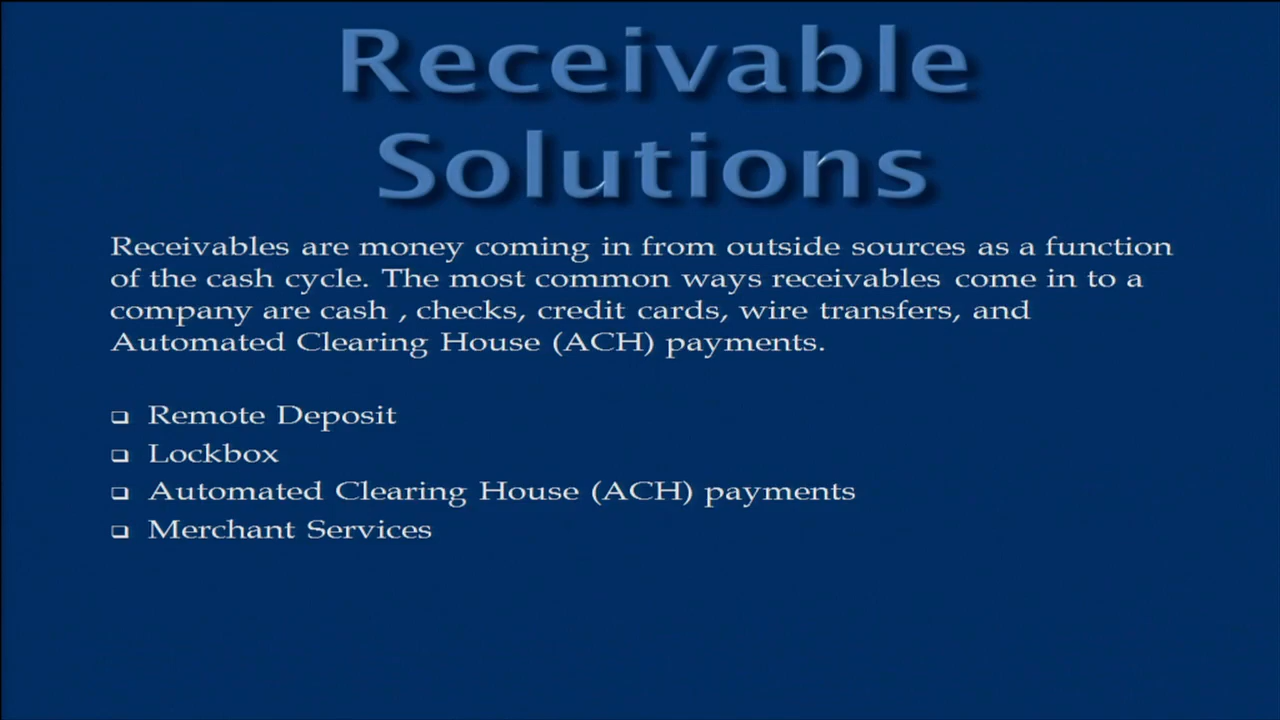 Receivable
Solutions
Receivables are money coming in from outside sources as a function
of the cash cycle. The most common ways receivables come in to a
company are cash , checks, credit cards, wire transfers, and
Automated Clearing House (ACH) payments.
❑ Remote Deposit
❑ Lockbox
❑ Automated Clearing House (ACH) payments
❑ Merchant Services